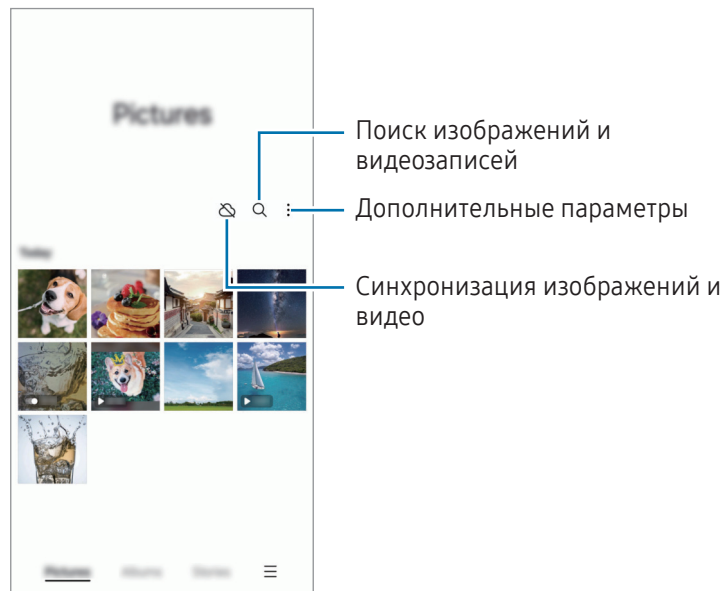 Pictures
Поиск изображений и
видеозаписей
Дополнительные параметры
Синхронизация изображений и
видео
Today
Pictures
Albums
Stories